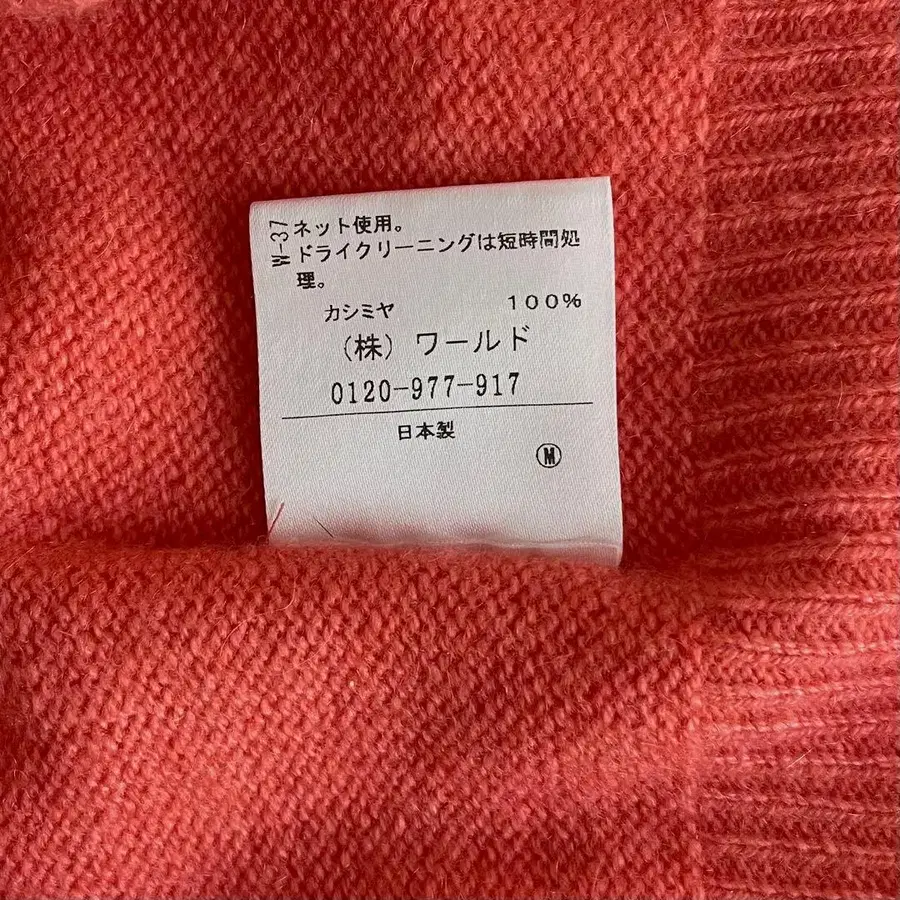 W-37
ネット使用。
ドライクリーニングは短時間処
理。
カシミヤ 100%
(株) ワールド
0120-977-917
日本製
M